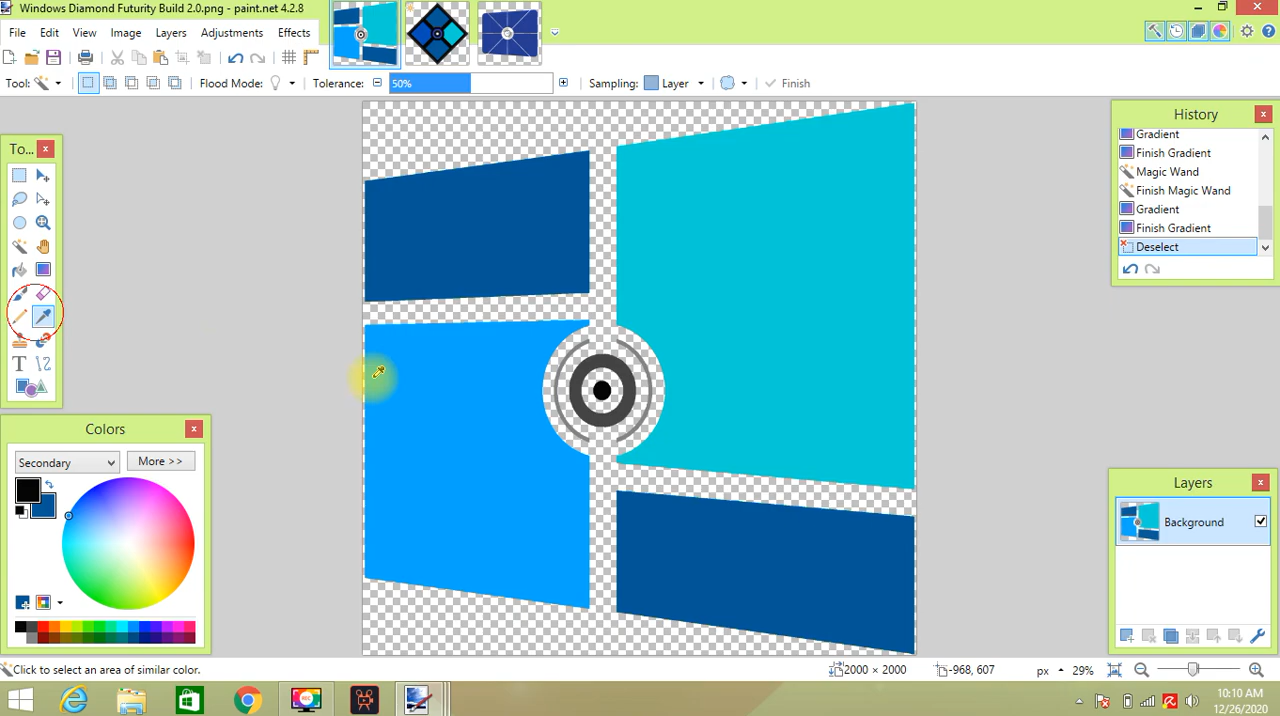 Windows Diamond Futurity Build 2.0.png - paint.net 4.2.8
File Edit View Image Layers Adjustments Effects
Tool: Flood Mode: Tolerance: 50% Sampling: Layer Finish
To...
History
Gradient
Finish Gradient
Magic Wand
Finish Magic Wand
Gradient
Finish Gradient
Deselect
T
Colors
Secondary More >>
Layers
Background
Click to select an area of similar color. 2000 × 2000 -968, 607 px 29%
REC
10:10 AM
12/26/2020